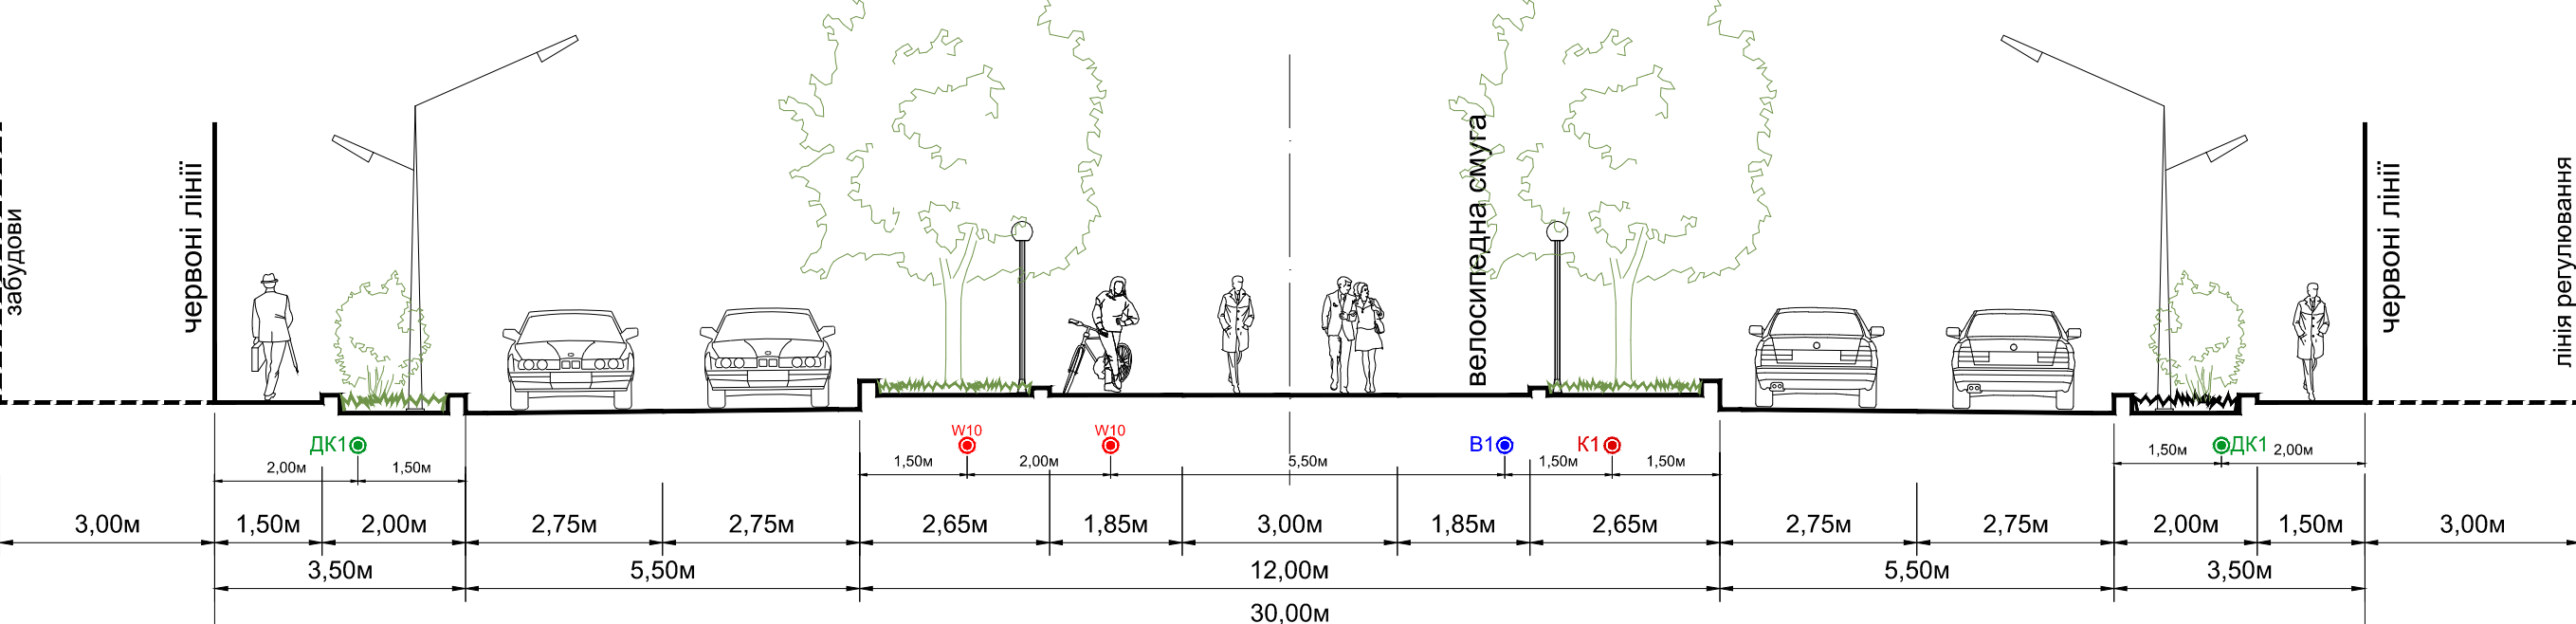 забудови
червоні лінії
велосипедна смуга
червоні лінії
лінія регулювання
ДК1
W10
W10
В1
К1
ДК1
2,00м
1,50м
1,50м
2,00м
5,50м
1,50м
1,50м
1,50м
2,00м
3,00м
1,50м
2,00м
2,75м
2,75м
2,65м
1,85м
3,00м
1,85м
2,65м
2,75м
2,75м
2,00м
1,50м
3,00м
3,50м
5,50м
12,00м
5,50м
3,50м
30,00м